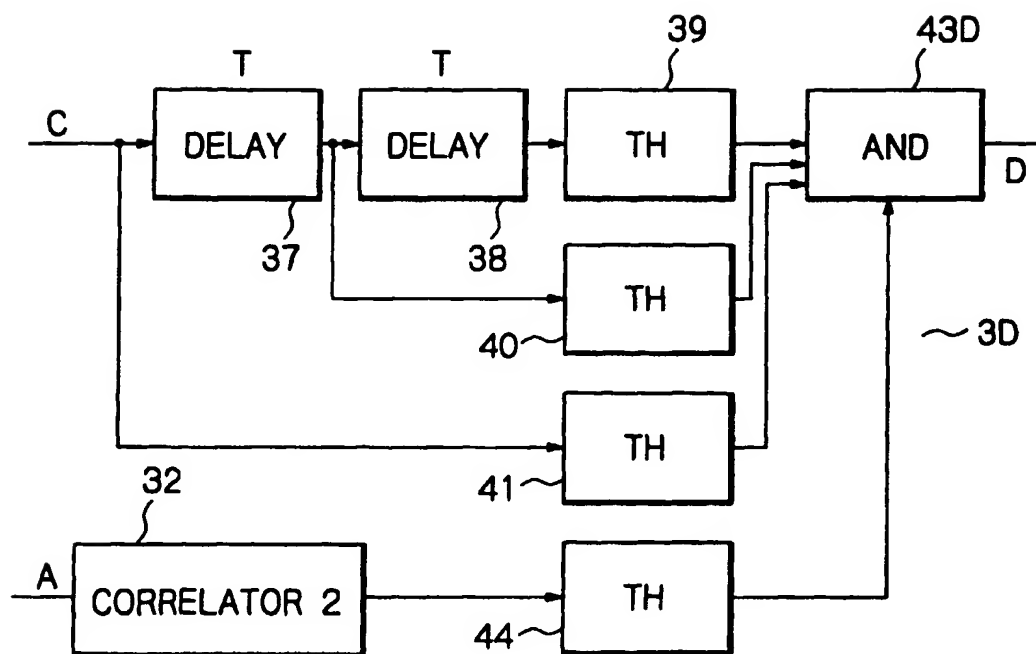 39
43D
T
T
C
DELAY
DELAY
TH
AND
D
37
38
TH
40
3D
TH
41
32
A
CORRELATOR 2
TH
44